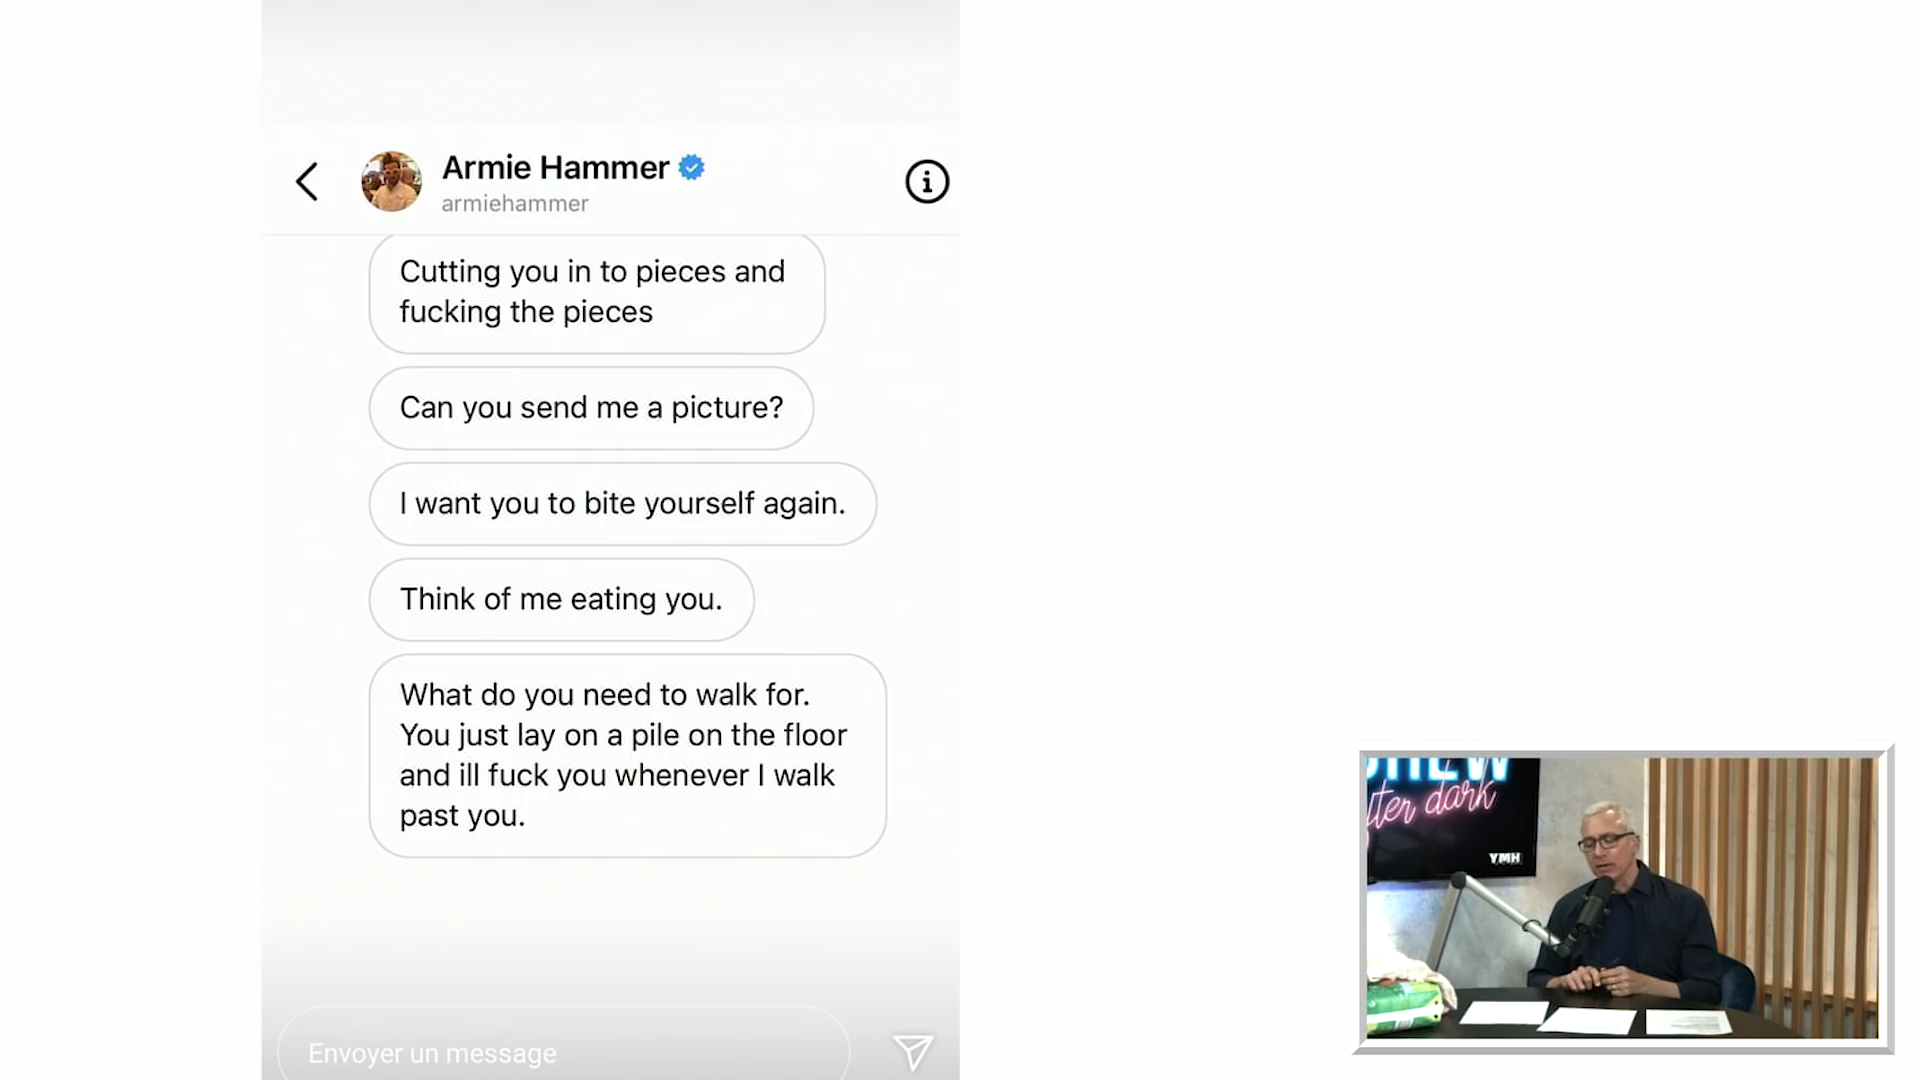 Armie Hammer
armiehammer
Cutting you in to pieces and
fucking the pieces
Can you send me a picture?
I want you to bite yourself again.
Think of me eating you.
What do you need to walk for.
You just lay on a pile on the floor
and ill fuck you whenever I walk
past you.
Envoyer un message
DREW
after dark
YMH